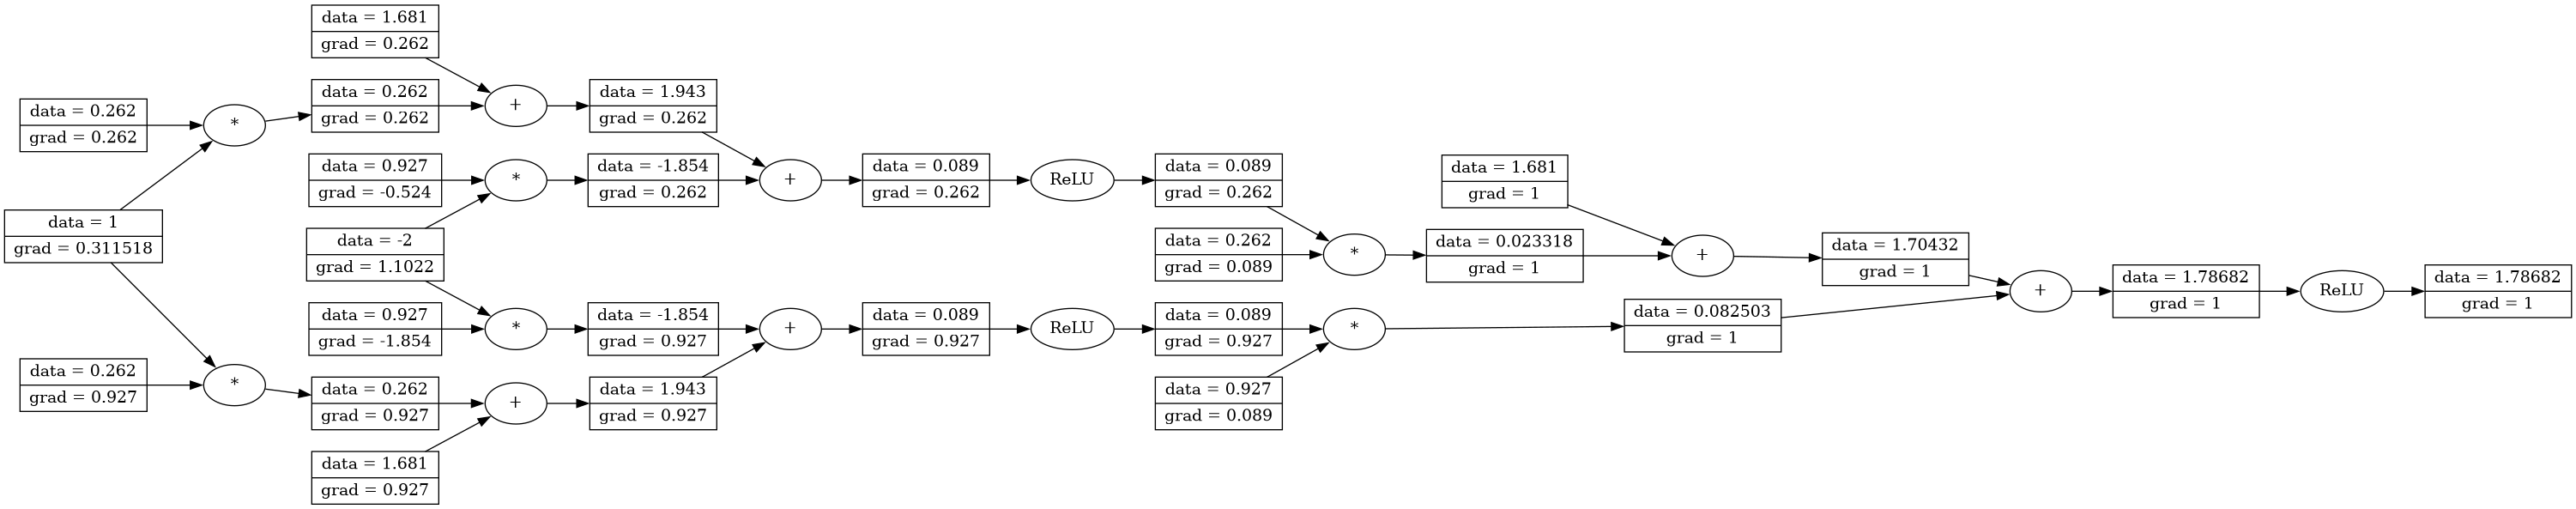 data = 1.681
grad = 0.262
data = 0.262
grad = 0.262
*
data = 0.262
grad = 0.262
+
data = 1.943
grad = 0.262
data = 0.927
grad = -0.524
*
data = -1.854
grad = 0.262
+
data = 0.089
grad = 0.262
ReLU
data = 0.089
grad = 0.262
data = 1
grad = 0.311518
data = -2
grad = 1.1022
data = 0.262
grad = 0.089
*
data = 0.023318
grad = 1
data = 1.681
grad = 1
+
data = 1.70432
grad = 1
data = 0.927
grad = -1.854
*
data = -1.854
grad = 0.927
+
data = 0.089
grad = 0.927
ReLU
data = 0.089
grad = 0.927
*
data = 0.082503
grad = 1
+
data = 1.78682
grad = 1
ReLU
data = 1.78682
grad = 1
data = 0.262
grad = 0.927
*
data = 0.262
grad = 0.927
+
data = 1.943
grad = 0.927
data = 0.927
grad = 0.089
data = 1.681
grad = 0.927